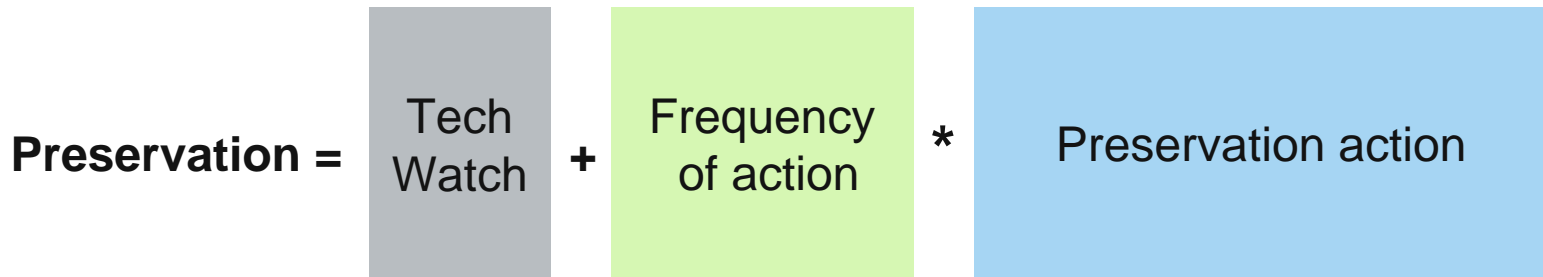 Preservation = Tech Watch + Frequency of action * Preservation action